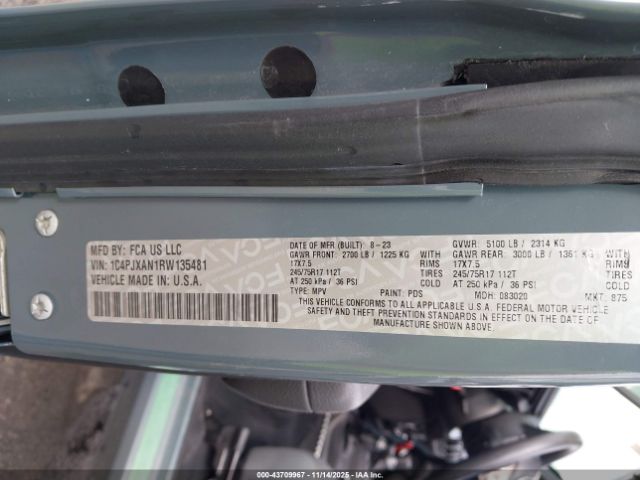 MFD BY: FCA US LLC
VIN: 1C4PJXAN1RW135481
VEHICLE MADE IN: U.S.A.
DATE OF MFR (BUILT): 8-23 GVWR: 5100 LB / 2314 KG
GAWR FRONT: 2700 LB / 1225 KG WITH GAWR REAR: 3000 LB / 1361 KG WITH
17X7.5 RIMS 17X7.5 RIMS
245/75R17 112T TIRES 245/75R17 112T TIRES
AT 250 kPa / 36 PSI COLD AT 250 kPa / 36 PSI COLD
TYPE: MPV PAINT: PDS MDH: 083020 MKT: 875
THIS VEHICLE CONFORMS TO ALL APPLICABLE U.S.A. FEDERAL MOTOR VEHICLE
SAFETY AND THEFT PREVENTION STANDARDS IN EFFECT ON THE DATE OF
MANUFACTURE SHOWN ABOVE.
000-43709967 - 11/14/2025 - Copyright © 2025 IAA, LLC